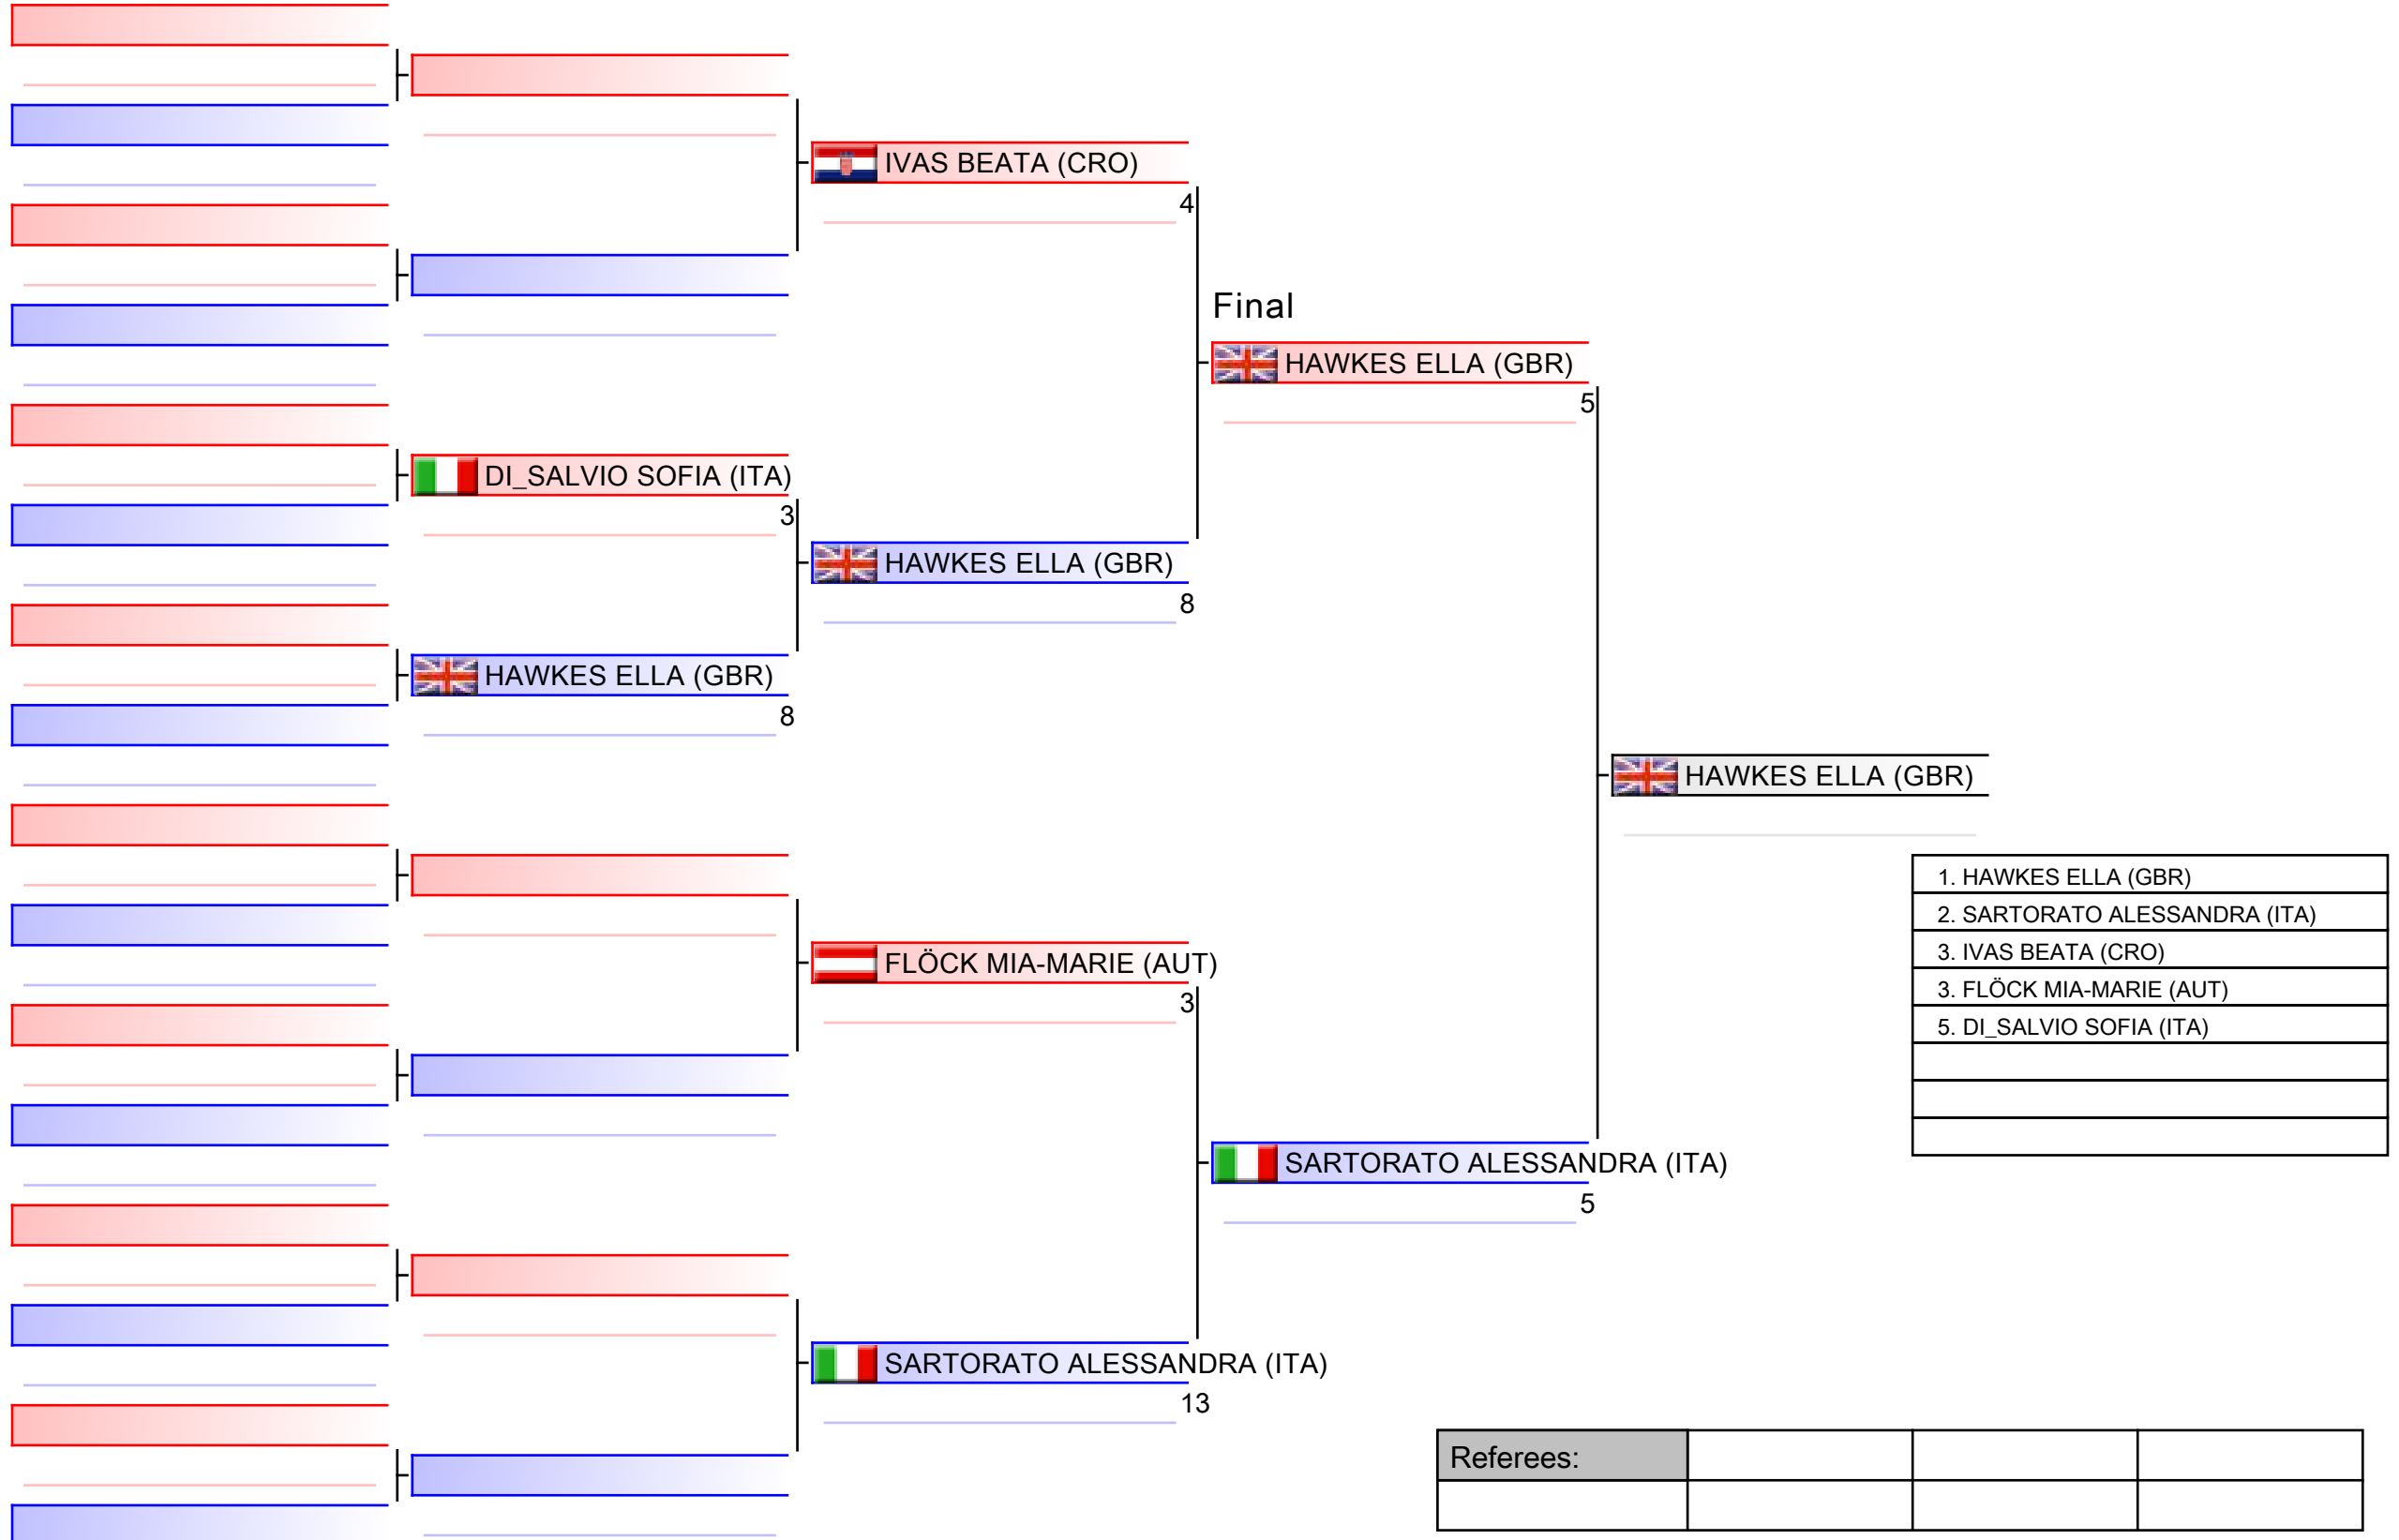 IVAS BEATA (CRO)
4
Final
HAWKES ELLA (GBR)
5
DI_SALVIO SOFIA (ITA)
3
HAWKES ELLA (GBR)
8
HAWKES ELLA (GBR)
8
HAWKES ELLA (GBR)
1. HAWKES ELLA (GBR)
2. SARTORATO ALESSANDRA (ITA)
3. IVAS BEATA (CRO)
3. FLÖCK MIA-MARIE (AUT)
5. DI_SALVIO SOFIA (ITA)
FLÖCK MIA-MARIE (AUT)
3
SARTORATO ALESSANDRA (ITA)
5
SARTORATO ALESSANDRA (ITA)
13
Referees: